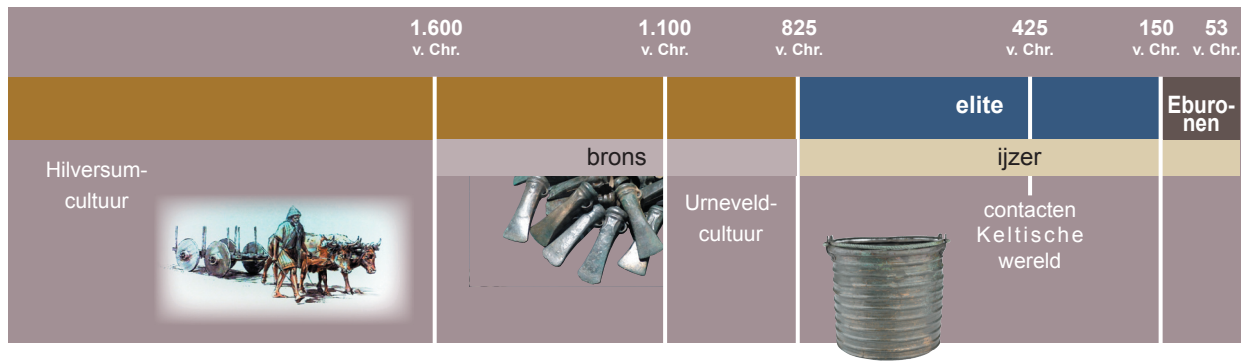 1.600
v. Chr.
1.100
v. Chr.
825
v. Chr.
425
v. Chr.
150
v. Chr.
53
v. Chr.
elite
Eburo-
nen
brons
ijzer
Hilversum-
cultuur
Urneveld-
cultuur
contacten
Keltische
wereld